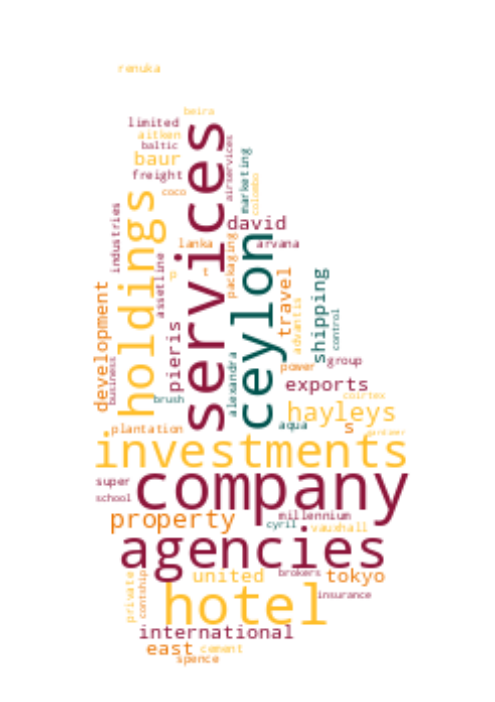 renuka
beira
limited
aitken
baltic
baur
freight
coco
services
airservices
marketing
colombo
industries
holdings
david
lanka
arvana
packaging
ceylon
assetline
p
t
travel
shipping
development
advantis
control
pieris
alexandra
group
power
business
exports
brush
courtex
hayleys
plantation
aqua
s
investments
super
company
school
property
millennium
cyril
vauxhall
agencies
private
contship
united
brokers
tokyo
hotel
insurance
international
east
cement
spence